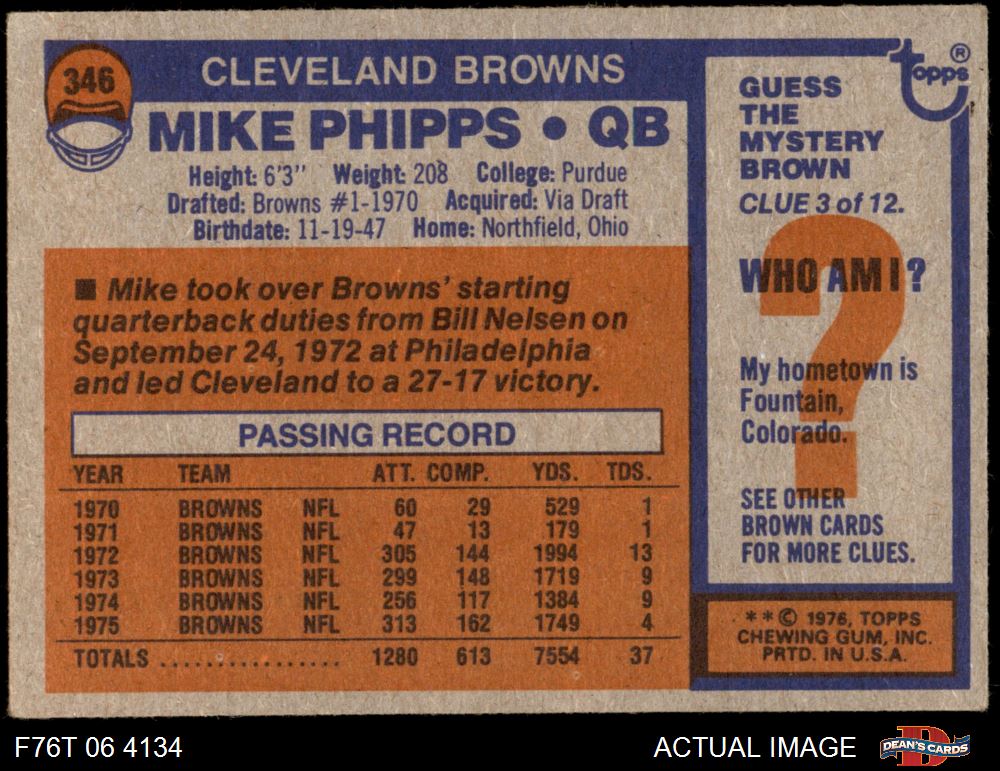 346
CLEVELAND BROWNS
MIKE PHIPPS • QB
Height: 6'3" Weight: 208 College: Purdue
Drafted: Browns #1-1970 Acquired: Via Draft
Birthdate: 11-19-47 Home: Northfield, Ohio
■ Mike took over Browns' starting
quarterback duties from Bill Nelsen on
September 24, 1972 at Philadelphia
and led Cleveland to a 27-17 victory.
PASSING RECORD
YEAR TEAM ATT. COMP. YDS. TDS.
1970 BROWNS NFL 60 29 529 1
1971 BROWNS NFL 47 13 179 1
1972 BROWNS NFL 305 144 1994 13
1973 BROWNS NFL 299 148 1719 9
1974 BROWNS NFL 256 117 1384 9
1975 BROWNS NFL 313 162 1749 4
TOTALS ................. 1280 613 7554 37
topps ®
GUESS
THE
MYSTERY
BROWN
CLUE 3 of 12.
?
WHO AM I?
My hometown is
Fountain,
Colorado.
SEE OTHER
BROWN CARDS
FOR MORE CLUES.
**© 1976, TOPPS
CHEWING GUM, INC.
PRTD. IN U.S.A.
F76T 06 4134
ACTUAL IMAGE
D
DEAN'S CARDS